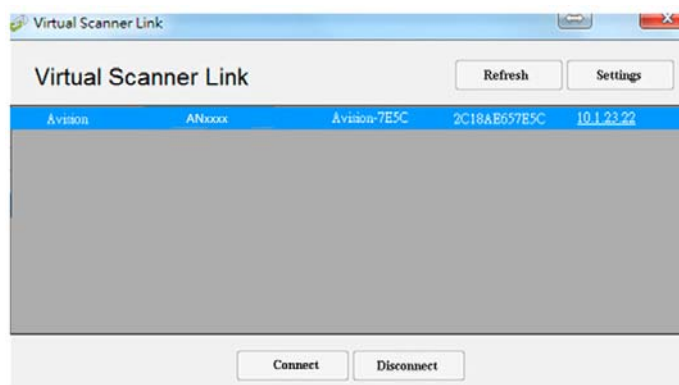 Virtual Scanner Link
Virtual Scanner Link
Refresh
Settings
Avision ANxxxx Avision-7E5C 2C18AE657E5C 10.1.23.22
Connect
Disconnect